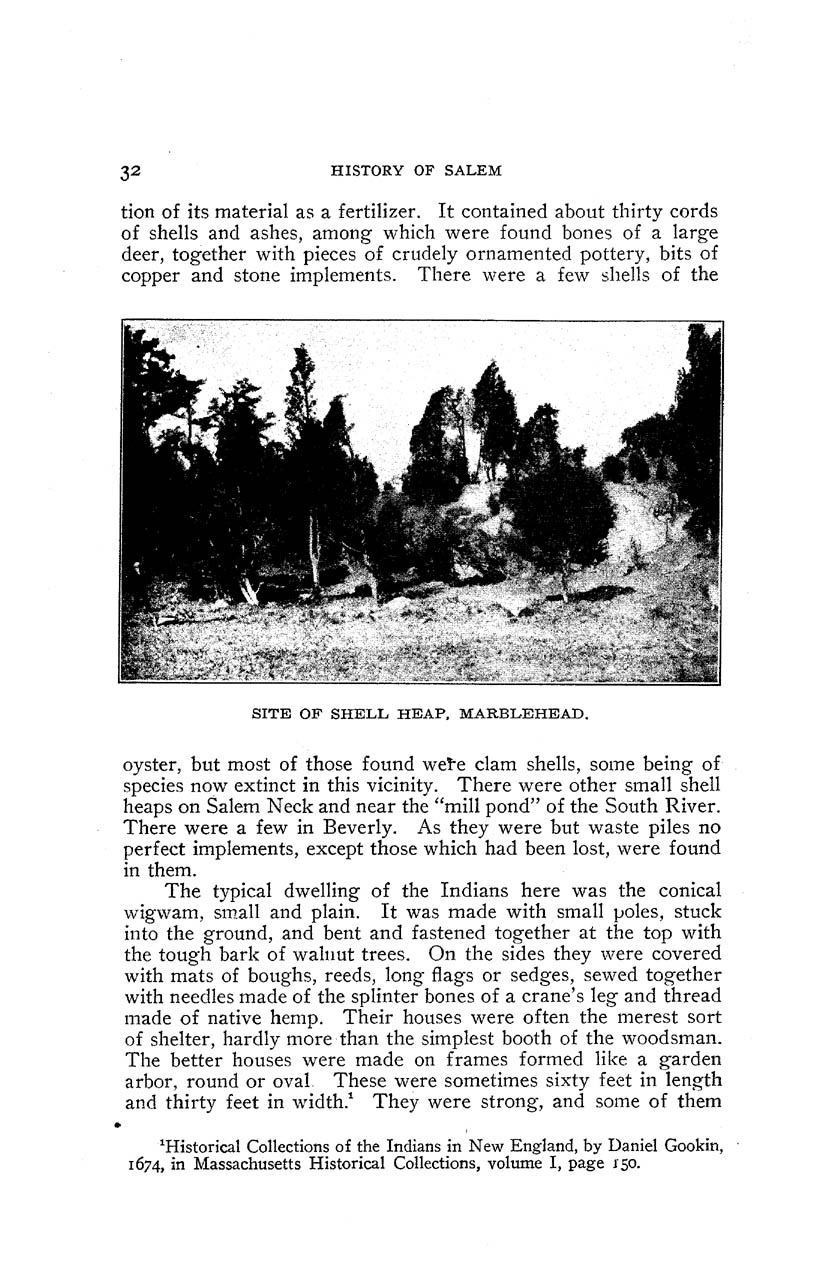 32 HISTORY OF SALEM
tion of its material as a fertilizer. It contained about thirty cords
of shells and ashes, among which were found bones of a large
deer, together with pieces of crudely ornamented pottery, bits of
copper and stone implements. There were a few shells of the
SITE OF SHELL HEAP, MARBLEHEAD.
oyster, but most of those found were clam shells, some being of
species now extinct in this vicinity. There were other small shell
heaps on Salem Neck and near the “mill pond” of the South River.
There were a few in Beverly. As they were but waste piles no
perfect implements, except those which had been lost, were found
in them.
The typical dwelling of the Indians here was the conical
wigwam, small and plain. It was made with small poles, stuck
into the ground, and bent and fastened together at the top with
the tough bark of walnut trees. On the sides they were covered
with mats of boughs, reeds, long flags or sedges, sewed together
with needles made of the splinter bones of a crane’s leg and thread
made of native hemp. Their houses were often the merest sort
of shelter, hardly more than the simplest booth of the woodsman.
The better houses were made on frames formed like a garden
arbor, round or oval. These were sometimes sixty feet in length
and thirty feet in width.¹ They were strong, and some of them
¹Historical Collections of the Indians in New England, by Daniel Gookin,
1674, in Massachusetts Historical Collections, volume I, page 150.